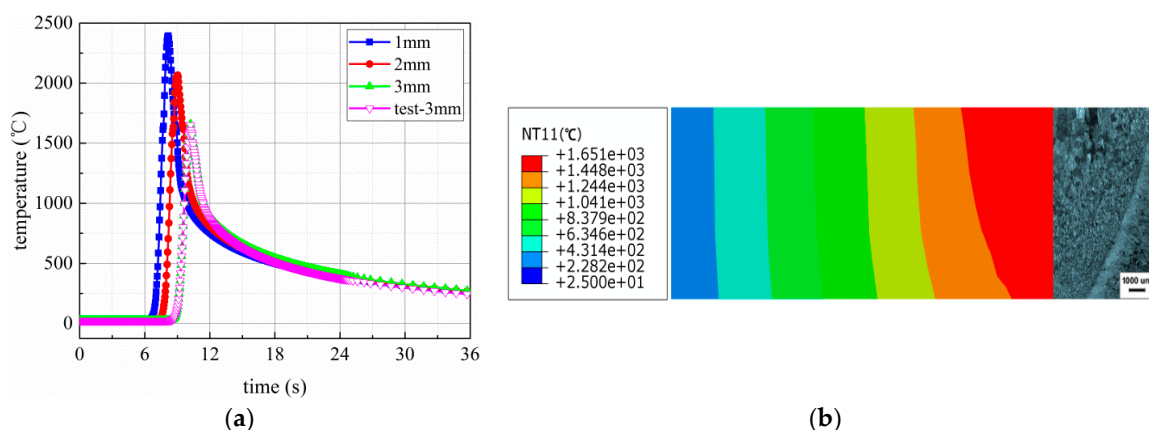 2500
2000
1500
1000
500
0
temperature (℃)
1mm
2mm
3mm
test-3mm
0 6 12 18 24 30 36
time (s)
(a)
NT11(℃)
+1.651e+03
+1.448e+03
+1.244e+03
+1.041e+03
+8.379e+02
+6.346e+02
+4.314e+02
+2.282e+02
+2.500e+01
1000 um
(b)